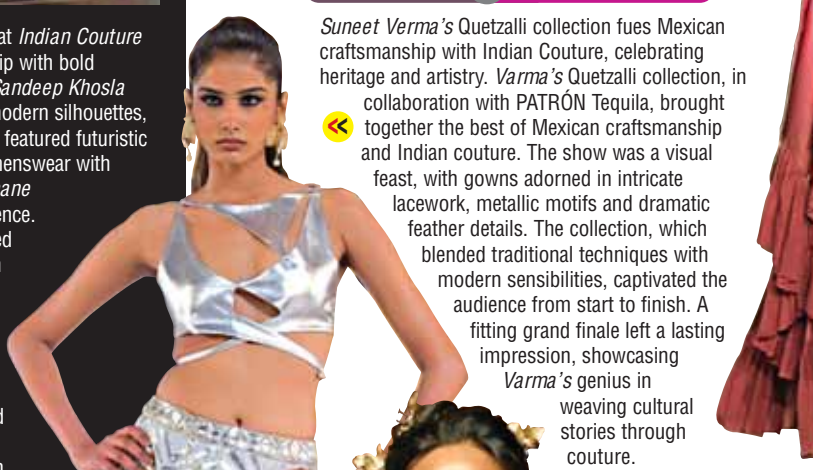 at Indian Couture
ip with bold
Sandeep Khosla
nodern silhouettes,
featured futuristic
henswear with
ane
ence.
ed
d
Suneet Verma's Quetzalli collection fues Mexican
craftsmanship with Indian Couture, celebrating
heritage and artistry. Varma's Quetzalli collection, in
collaboration with PATRÓN Tequila, brought
together the best of Mexican craftsmanship
and Indian couture. The show was a visual
feast, with gowns adorned in intricate
lacework, metallic motifs and dramatic
feather details. The collection, which
blended traditional techniques with
modern sensibilities, captivated the
audience from start to finish. A
fitting grand finale left a lasting
impression, showcasing
Varma's genius in
weaving cultural
stories through
couture.